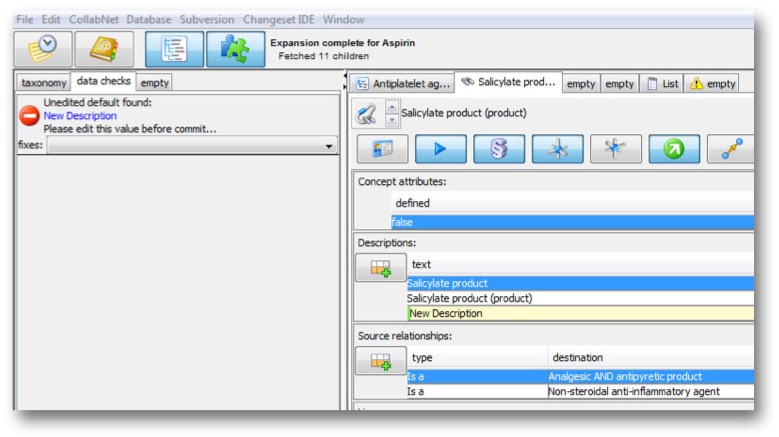 File Edit CollabNet Database Subversion Changeset IDE Window
Expansion complete for Aspirin
Fetched 11 children
taxonomy data checks empty
Antiplatelet ag... Salicylate prod... empty empty List empty
Unedited default found:
New Description
Please edit this value before commit...
fixes:
Salicylate product (product)
Concept attributes:
defined
false
Descriptions:
text
Salicylate product
Salicylate product (product)
New Description
Source relationships:
type destination
Is a Analgesic AND antipyretic product
Is a Non-steroidal anti-inflammatory agent